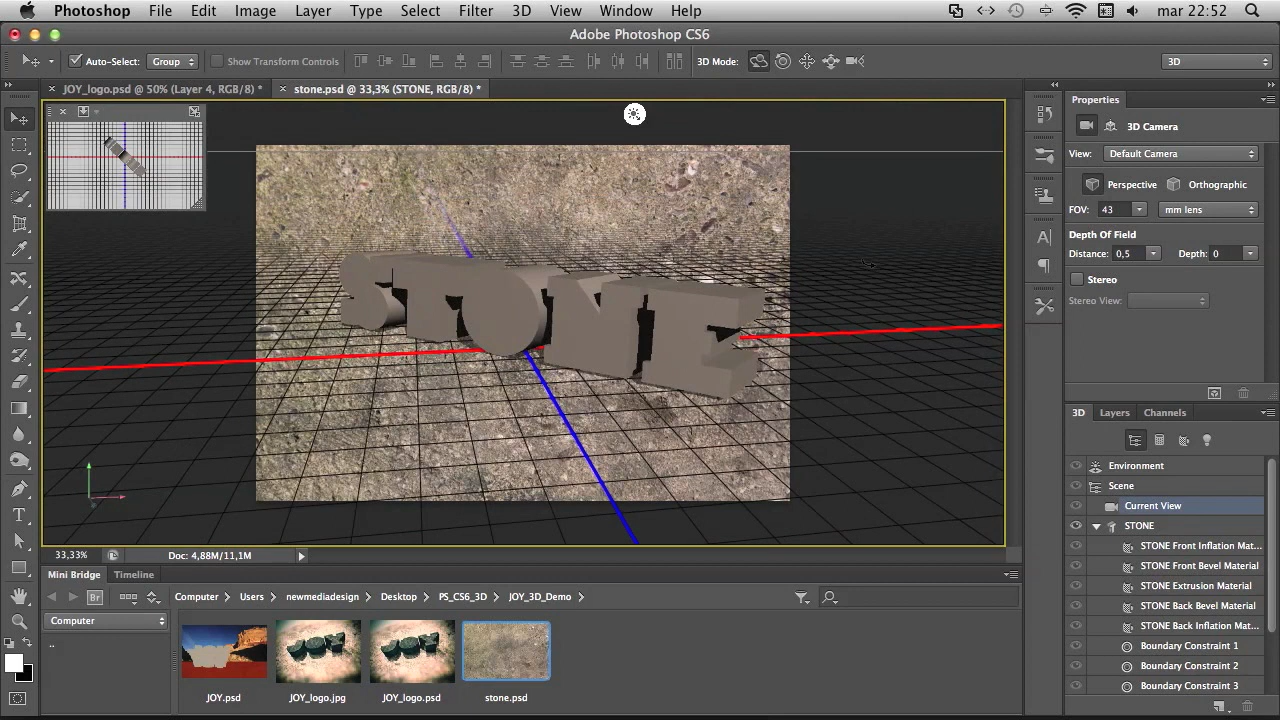 Photoshop File Edit Image Layer Type Select Filter 3D View Window Help mar 22:52
Adobe Photoshop CS6
Auto-Select: Group Show Transform Controls 3D Mode: 3D
JOY_logo.psd @ 50% (Layer 4, RGB/8) * stone.psd @ 33,3% (STONE, RGB/8) *
STONE
Properties
3D Camera
View: Default Camera
Perspective Orthographic
FOV: 43 mm lens
Depth Of Field
Distance: 0,5 Depth: 0
Stereo
Stereo View:
3D Layers Channels
Environment
Scene
Current View
STONE
STONE Front Inflation Mat...
STONE Front Bevel Material
STONE Extrusion Material
STONE Back Bevel Material
STONE Back Inflation Mat...
Boundary Constraint 1
Boundary Constraint 2
Boundary Constraint 3
33,33% Doc: 4,88M/11,1M
Mini Bridge Timeline
Br Computer Users newmediadesign Desktop PS_CS6_3D JOY_3D_Demo
Computer
..
JOY.psd JOY_logo.jpg JOY_logo.psd stone.psd